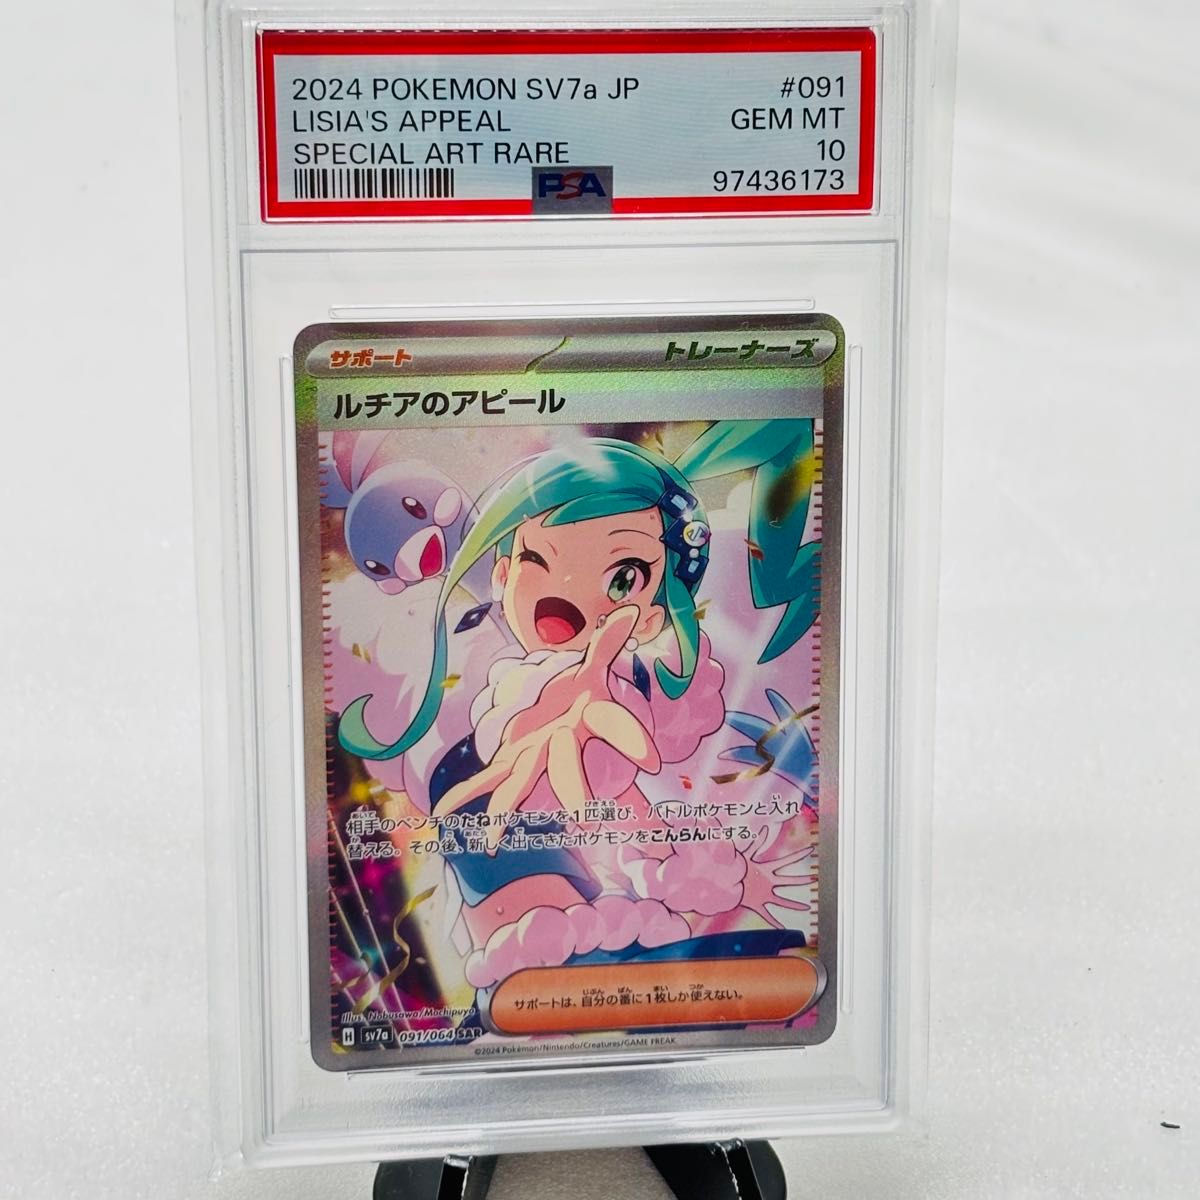 2024 POKEMON SV7a JP #091
LISIA'S APPEAL GEM MT
SPECIAL ART RARE 10
PSA 97436173
サポート トレーナーズ
ルチアのアピール
相手のベンチのたねポケモンを1匹選び、バトルポケモンと入れ
替える。その後、新しく出てきたポケモンをこんらんにする。
サポートは、自分の番に1枚しか使えない。
Illus. Nobusawa/Mochipuyo
H sv7a 091/064 SAR
©2024 Pokémon/Nintendo/Creatures/GAME FREAK